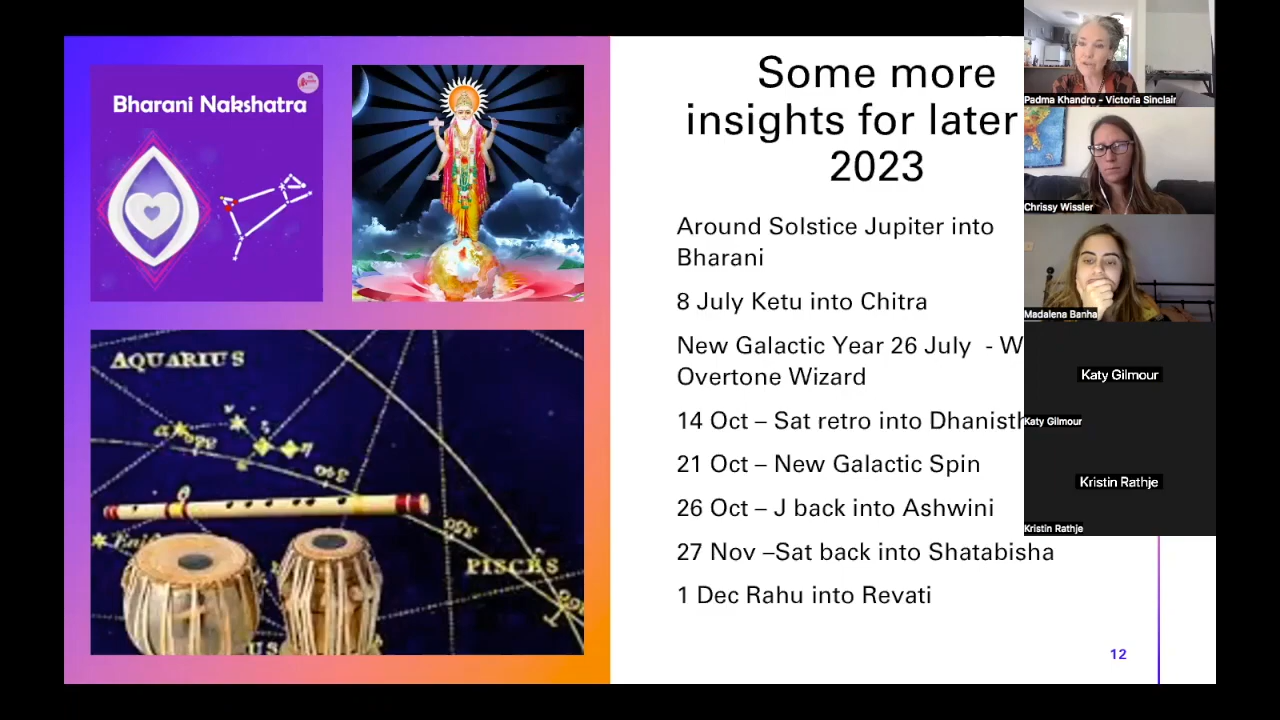 Bharani Nakshatra
AQUARIUS
PISCES
Some more
insights for later
2023
Around Solstice Jupiter into
Bharani
8 July Ketu into Chitra
New Galactic Year 26 July - W
Overtone Wizard
14 Oct – Sat retro into Dhanisth
21 Oct – New Galactic Spin
26 Oct – J back into Ashwini
27 Nov –Sat back into Shatabisha
1 Dec Rahu into Revati
12
Padma Khandro - Victoria Sinclair
Chrissy Wissler
Madalena Banha
Katy Gilmour
Katy Gilmour
Kristin Rathje
Kristin Rathje